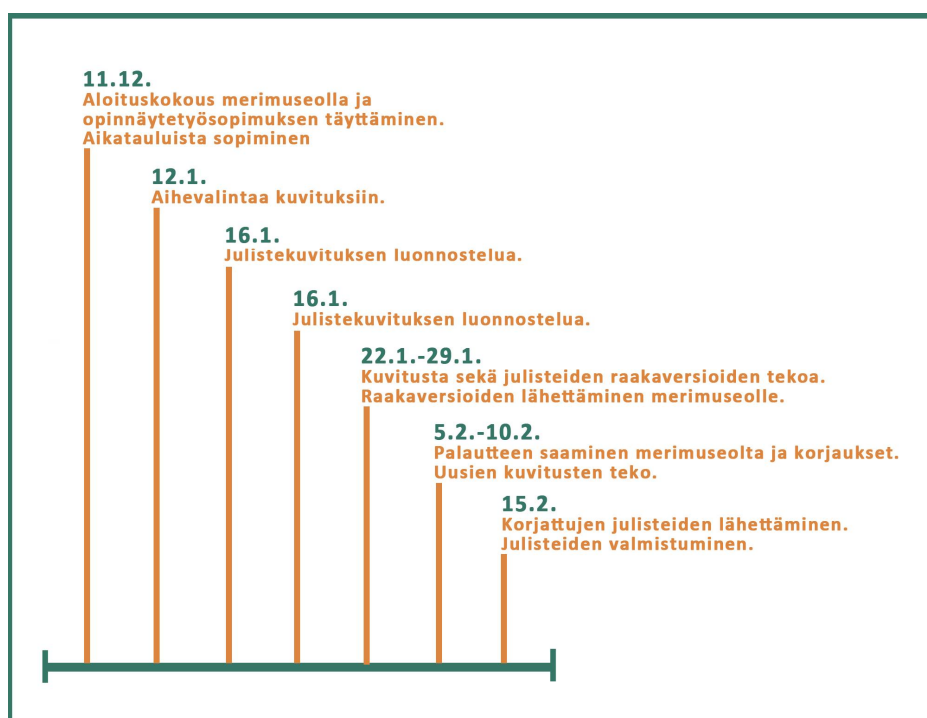 11.12.
Aloituskokous merimuseolla ja
opinnäytetyösopimuksen täyttäminen.
Aikatauluista sopiminen
12.1.
Aihevalintaa kuvituksiin.
16.1.
Julistekuvituksen luonnostelua.
16.1.
Julistekuvituksen luonnostelua.
22.1.-29.1.
Kuvitusta sekä julisteiden raakaversioiden tekoa.
Raakaversioiden lähettäminen merimuseolle.
5.2.-10.2.
Palautteen saaminen merimuseolta ja korjaukset.
Uusien kuvitusten teko.
15.2.
Korjattujen julisteiden lähettäminen.
Julisteiden valmistuminen.